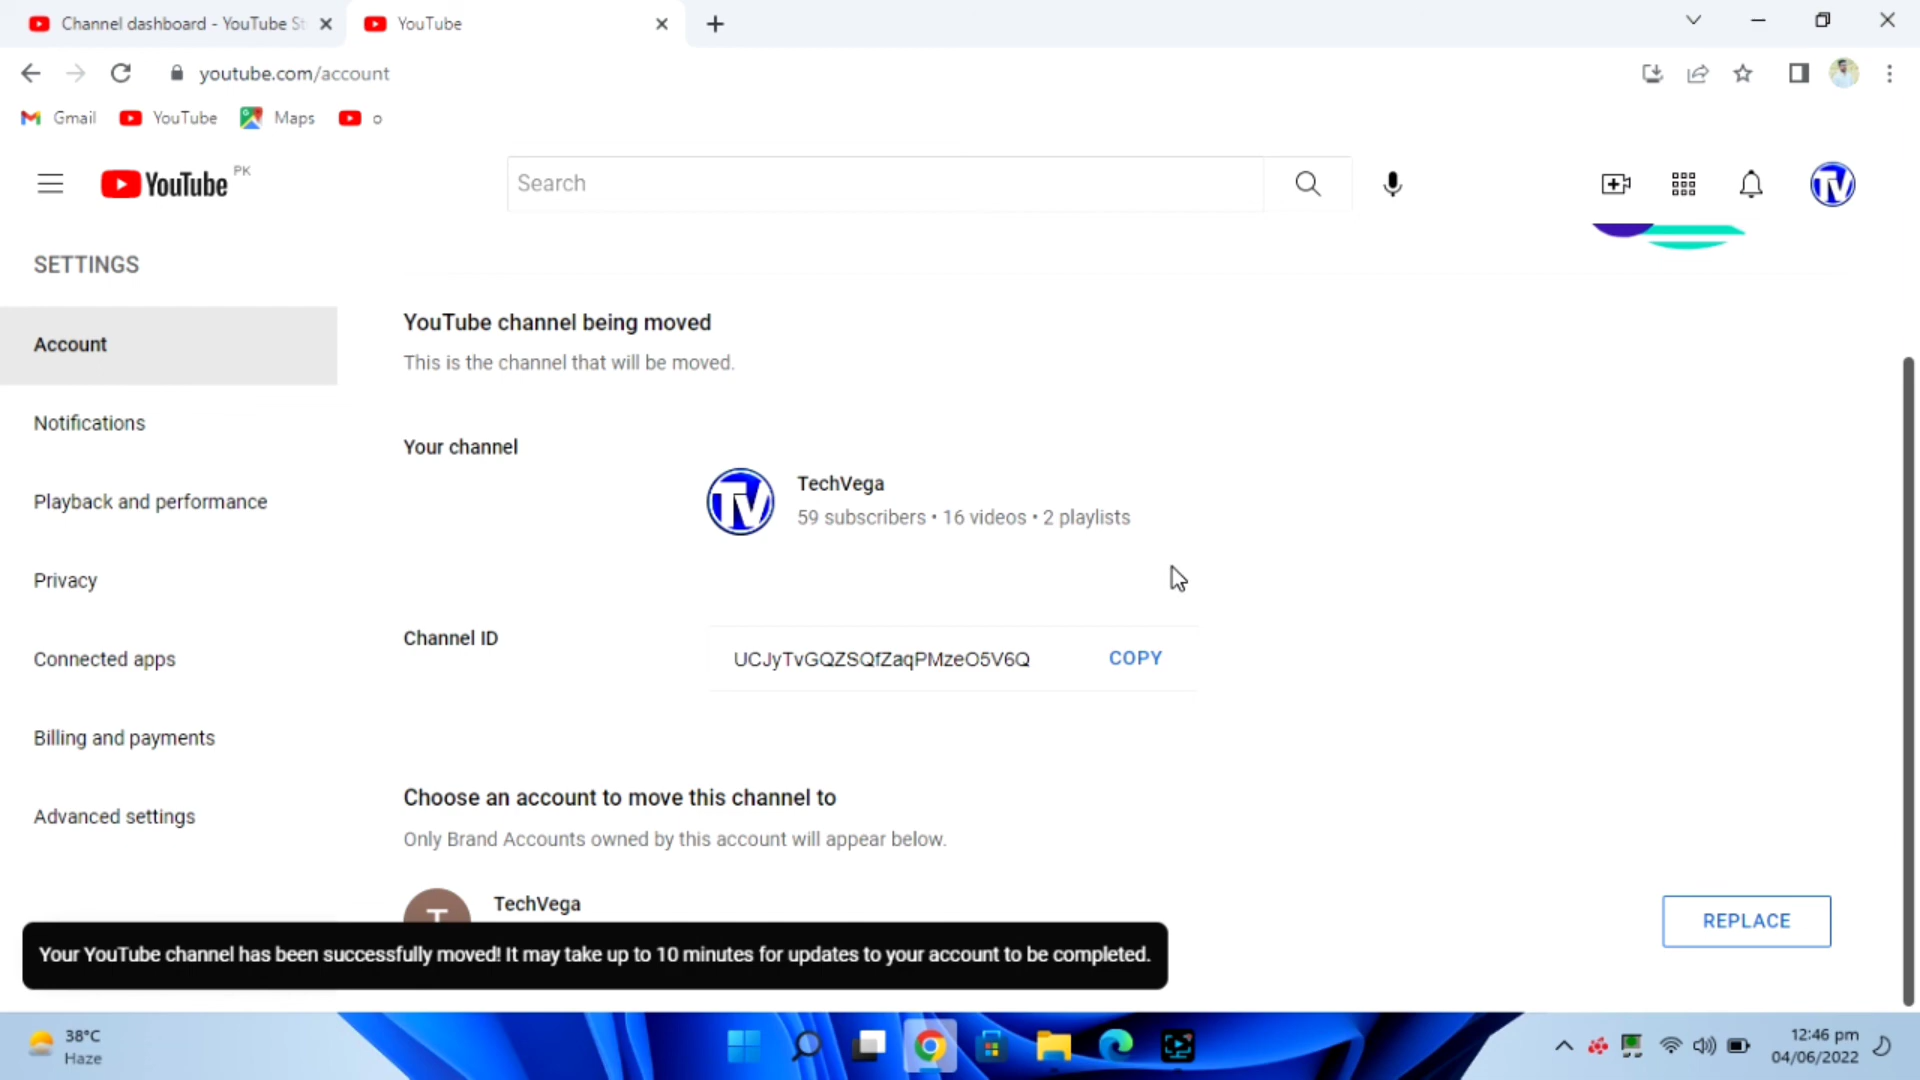 Channel dashboard - YouTube St
YouTube
youtube.com/account
Gmail
YouTube
Maps
o
YouTube PK
Search
TV
SETTINGS
Account
Notifications
Playback and performance
Privacy
Connected apps
Billing and payments
Advanced settings
YouTube channel being moved
This is the channel that will be moved.
Your channel
TV
TechVega
59 subscribers • 16 videos • 2 playlists
Channel ID
UCJyTvGQZSQfZaqPMzeO5V6Q
COPY
Choose an account to move this channel to
Only Brand Accounts owned by this account will appear below.
T
TechVega
REPLACE
Your YouTube channel has been successfully moved! It may take up to 10 minutes for updates to your account to be completed.
38°C
Haze
12:46 pm
04/06/2022